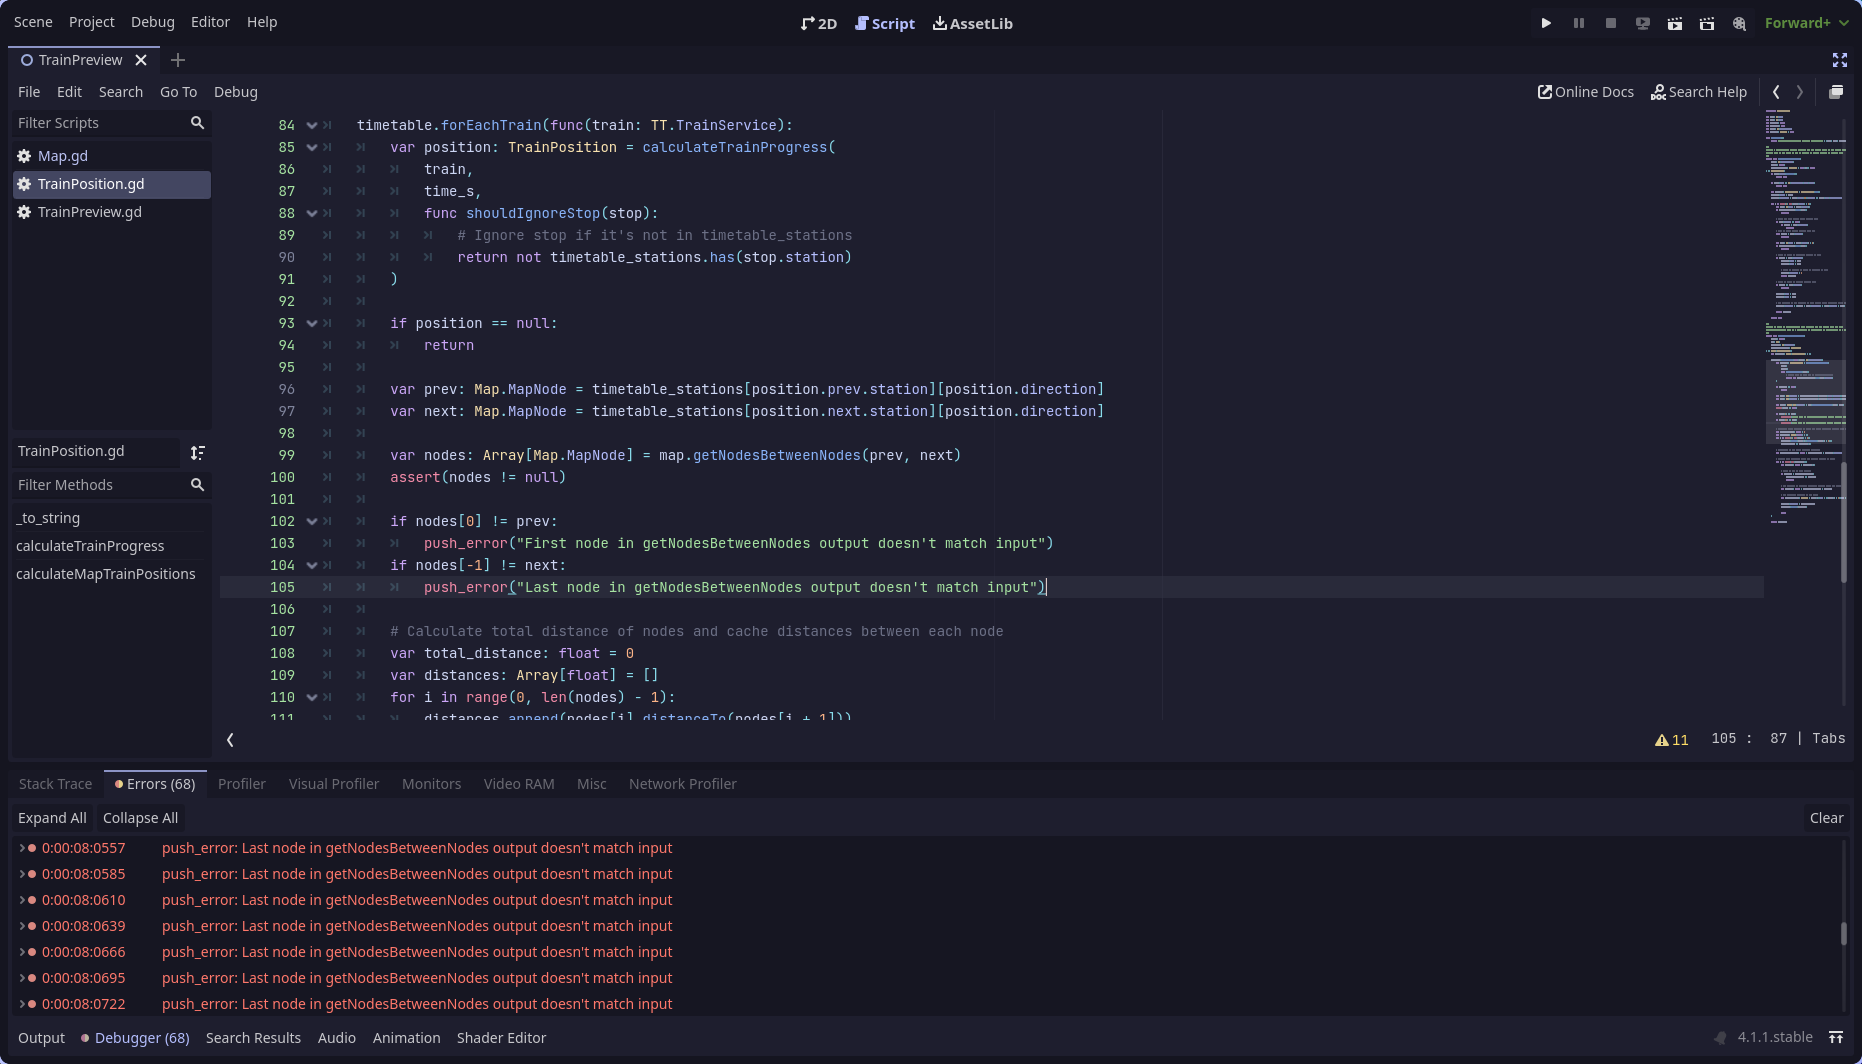 Scene Project Debug Editor Help
2D Script AssetLib
Forward+
TrainPreview
File Edit Search Go To Debug
Online Docs Search Help
Filter Scripts
Map.gd
TrainPosition.gd
TrainPreview.gd
TrainPosition.gd
Filter Methods
_to_string
calculateTrainProgress
calculateMapTrainPositions
84 timetable.forEachTrain(func(train: TT.TrainService):
85 var position: TrainPosition = calculateTrainProgress(
86 train,
87 time_s,
88 func shouldIgnoreStop(stop):
89 # Ignore stop if it's not in timetable_stations
90 return not timetable_stations.has(stop.station)
91 )
92
93 if position == null:
94 return
95
96 var prev: Map.MapNode = timetable_stations[position.prev.station][position.direction]
97 var next: Map.MapNode = timetable_stations[position.next.station][position.direction]
98
99 var nodes: Array[Map.MapNode] = map.getNodesBetweenNodes(prev, next)
100 assert(nodes != null)
101
102 if nodes[0] != prev:
103 push_error("First node in getNodesBetweenNodes output doesn't match input")
104 if nodes[-1] != next:
105 push_error("Last node in getNodesBetweenNodes output doesn't match input")
106
107 # Calculate total distance of nodes and cache distances between each node
108 var total_distance: float = 0
109 var distances: Array[float] = []
110 for i in range(0, len(nodes) - 1):
111 distances.append(nodes[i].distanceTo(nodes[i + 1]))
11 105 : 87 | Tabs
Stack Trace Errors (68) Profiler Visual Profiler Monitors Video RAM Misc Network Profiler
Expand All Collapse All Clear
0:00:08:0557 push_error: Last node in getNodesBetweenNodes output doesn't match input
0:00:08:0585 push_error: Last node in getNodesBetweenNodes output doesn't match input
0:00:08:0610 push_error: Last node in getNodesBetweenNodes output doesn't match input
0:00:08:0639 push_error: Last node in getNodesBetweenNodes output doesn't match input
0:00:08:0666 push_error: Last node in getNodesBetweenNodes output doesn't match input
0:00:08:0695 push_error: Last node in getNodesBetweenNodes output doesn't match input
0:00:08:0722 push_error: Last node in getNodesBetweenNodes output doesn't match input
Output Debugger (68) Search Results Audio Animation Shader Editor 4.1.1.stable